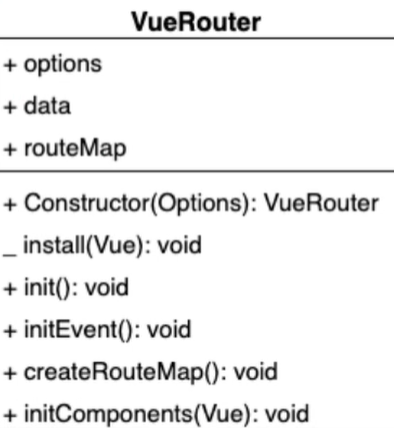 VueRouter
+ options
+ data
+ routeMap
+ Constructor(Options): VueRouter
_ install(Vue): void
+ init(): void
+ initEvent(): void
+ createRouteMap(): void
+ initComponents(Vue): void